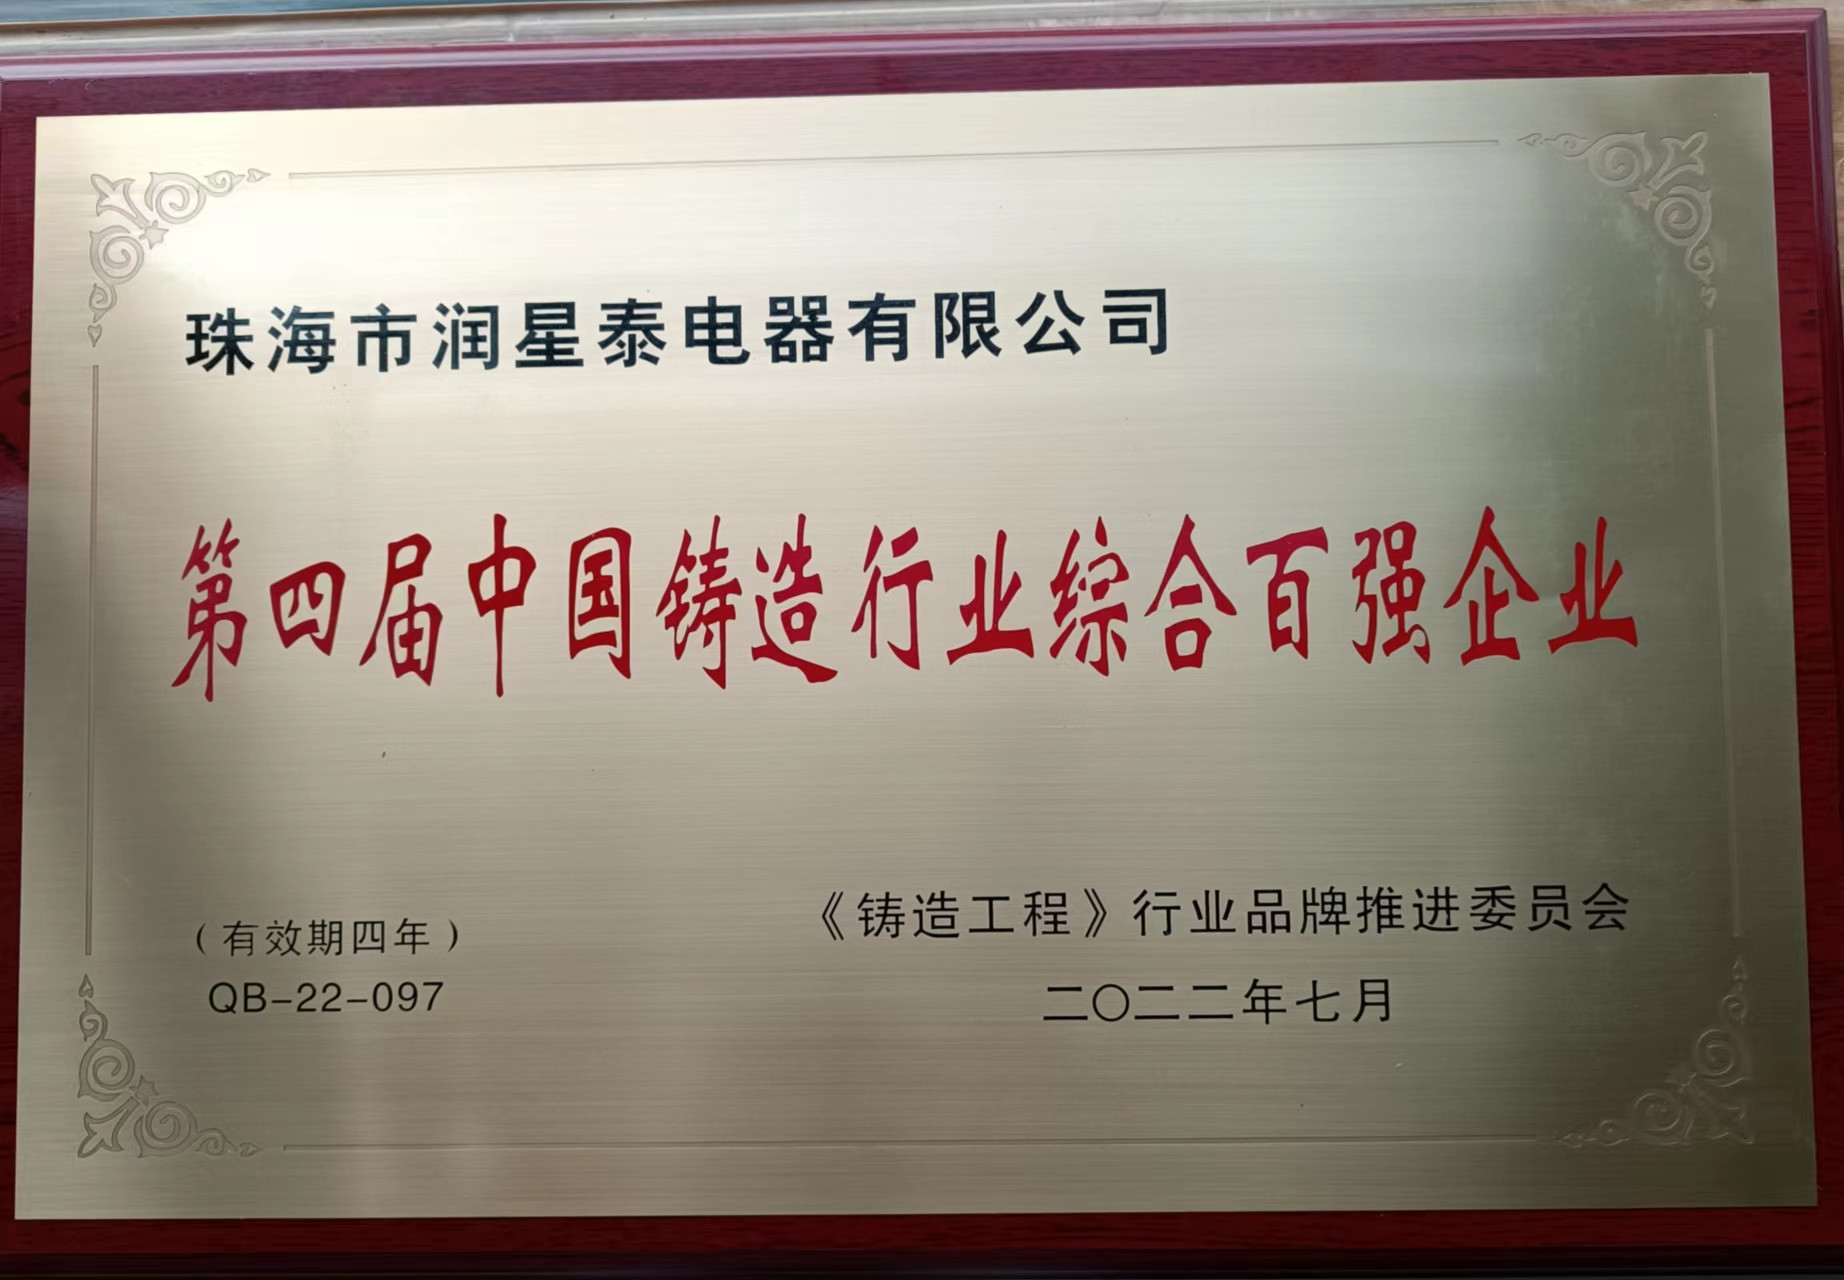 珠海市润星泰电器有限公司
第四届中国铸造行业综合百强企业
（有效期四年）
QB-22-097
《铸造工程》行业品牌推进委员会
二〇二二年七月